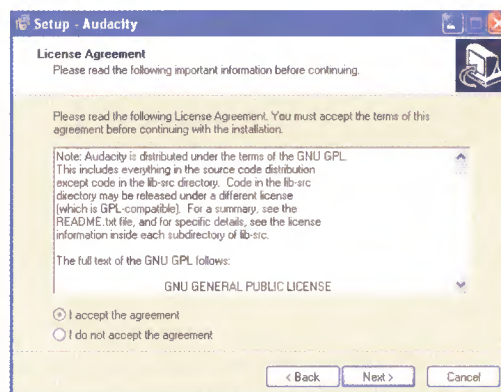 Setup - Audacity
License Agreement
Please read the following important information before continuing.
Please read the following License Agreement. You must accept the terms of this
agreement before continuing with the installation.
Note: Audacity is distributed under the terms of the GNU GPL.
This includes everything in the source code distribution
except code in the lib-src directory. Code in the lib-src
directory may be released under a different license
(which is GPL-compatible). For a summary, see the
README.txt file, and for specific details, see the license
information inside each subdirectory of lib-src.
The full text of the GNU GPL follows:
GNU GENERAL PUBLIC LICENSE
I accept the agreement
I do not accept the agreement
< Back
Next >
Cancel